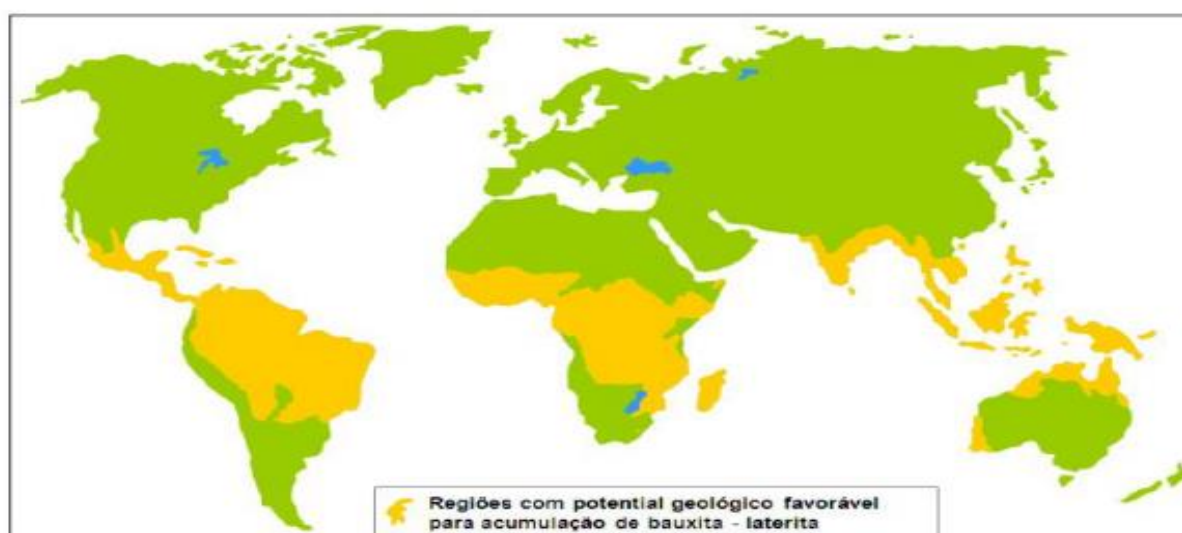 Regiões com potential geológico favorável
para acumulação de bauxita - laterita